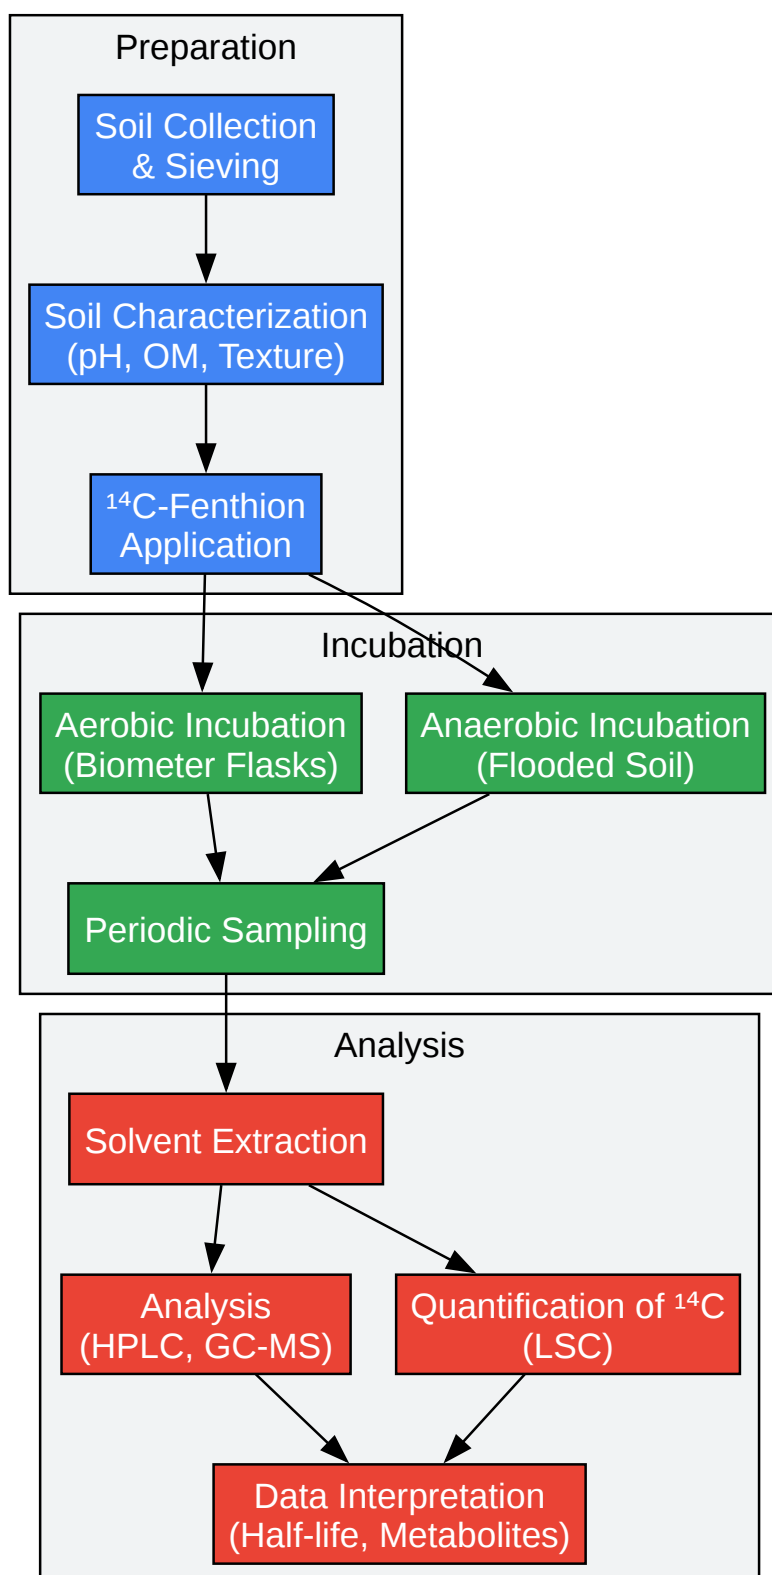 Preparation
Soil Collection
& Sieving
Soil Characterization
(pH, OM, Texture)
¹⁴C-Fenthion
Application
Incubation
Aerobic Incubation
(Biometer Flasks)
Anaerobic Incubation
(Flooded Soil)
Periodic Sampling
Analysis
Solvent Extraction
Analysis
(HPLC, GC-MS)
Quantification of ¹⁴C
(LSC)
Data Interpretation
(Half-life, Metabolites)